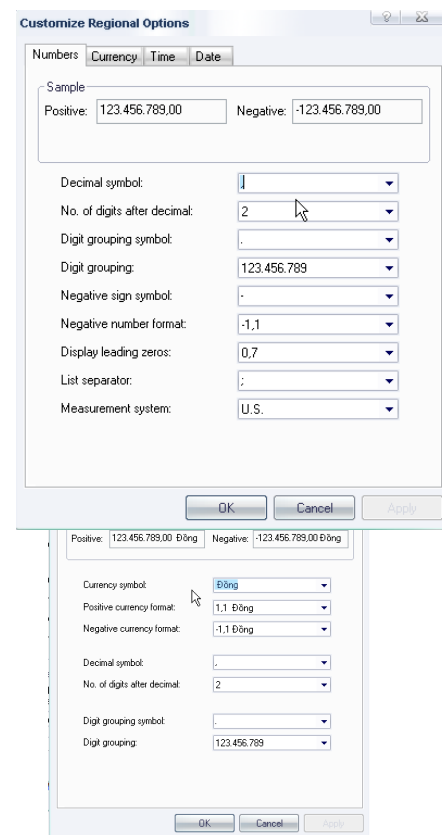 Customize Regional Options
Numbers Currency Time Date
Sample
Positive: 123.456.789,00 Negative: -123.456.789,00
Decimal symbol: ,
No. of digits after decimal: 2
Digit grouping symbol: .
Digit grouping: 123.456.789
Negative sign symbol: -
Negative number format: -1,1
Display leading zeros: 0,7
List separator: ;
Measurement system: U.S.
OK Cancel Apply
Positive: 123.456.789,00 Đồng Negative: -123.456.789,00 Đồng
Currency symbol: Đồng
Positive currency format: 1,1 Đồng
Negative currency format: -1,1 Đồng
Decimal symbol: ,
No. of digits after decimal: 2
Digit grouping symbol: .
Digit grouping: 123.456.789
OK Cancel Apply